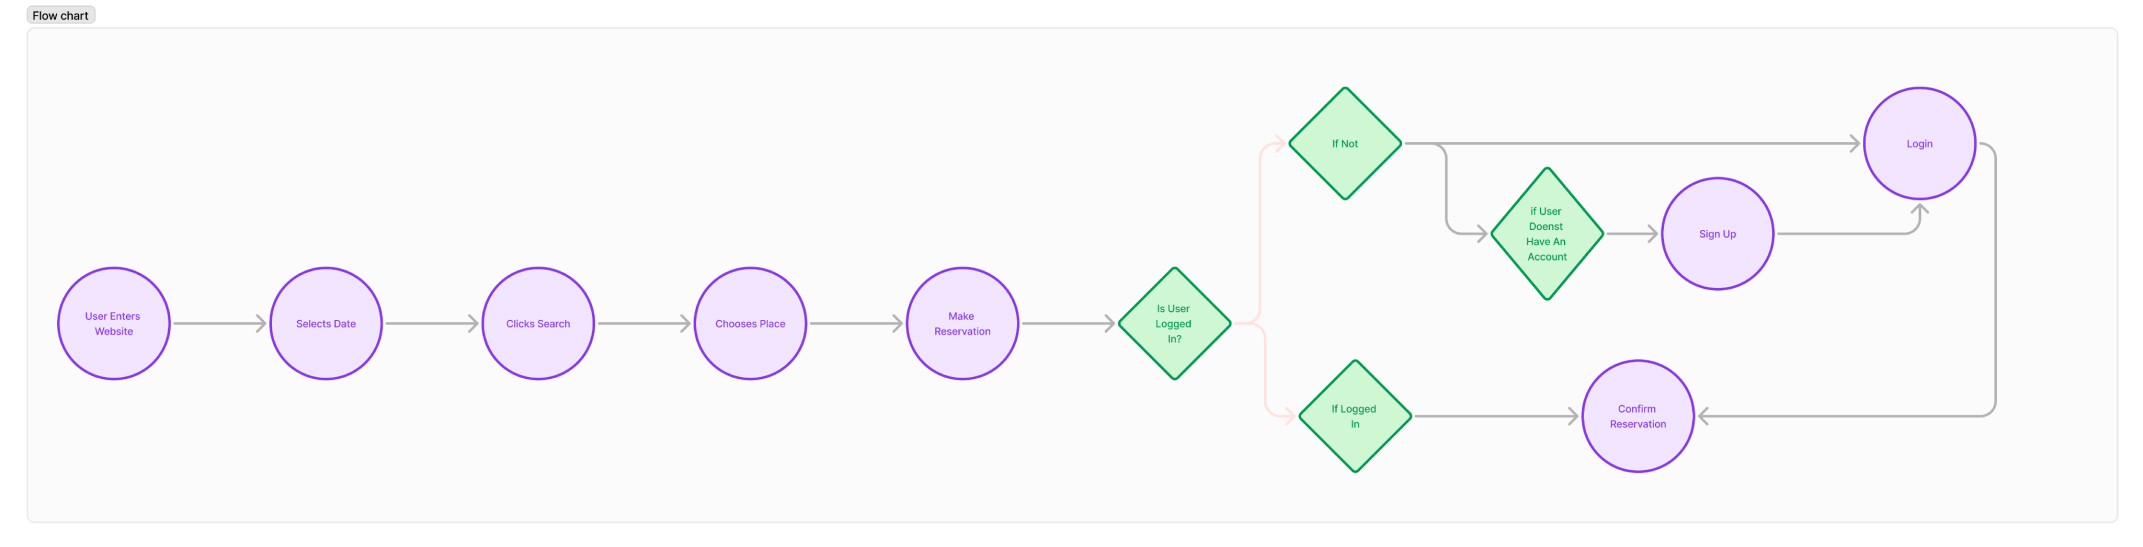 Flow chart
User Enters
Website
Selects Date
Clicks Search
Chooses Place
Make
Reservation
Is User
Logged
In?
If Not
if User
Doenst
Have An
Account
Sign Up
Login
If Logged
In
Confirm
Reservation